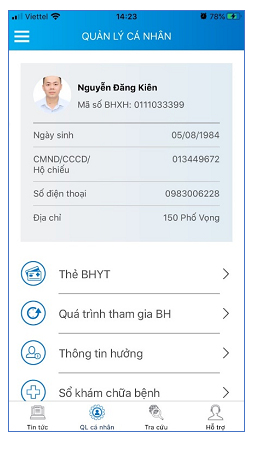 Viettel 14:23 78%
QUẢN LÝ CÁ NHÂN
Nguyễn Đăng Kiên
Mã số BHXH: 0111033399
Ngày sinh 05/08/1984
CMND/CCCD/ 013449672
Hộ chiếu
Số điện thoại 0983006228
Địa chỉ 150 Phố Vọng
Thẻ BHYT
Quá trình tham gia BH
Thông tin hưởng
Sổ khám chữa bệnh
Tin tức QL cá nhân Tra cứu Hỗ trợ